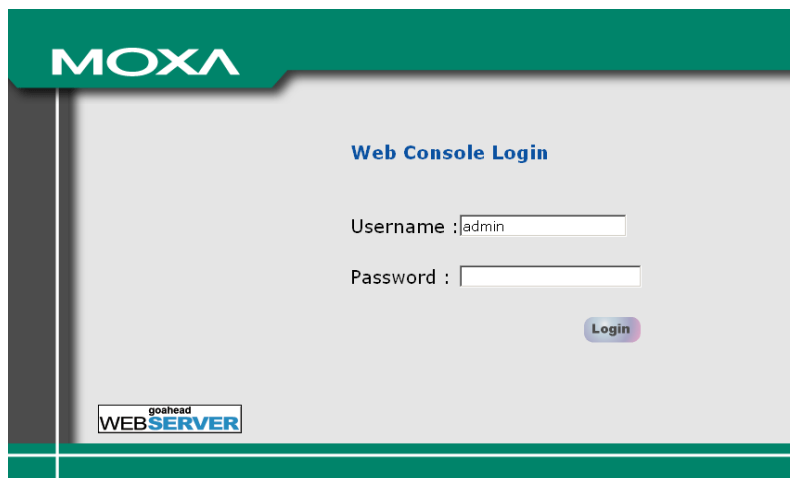 MOXA
Web Console Login
Username : admin
Password :
Login
goahead
WEBSERVER